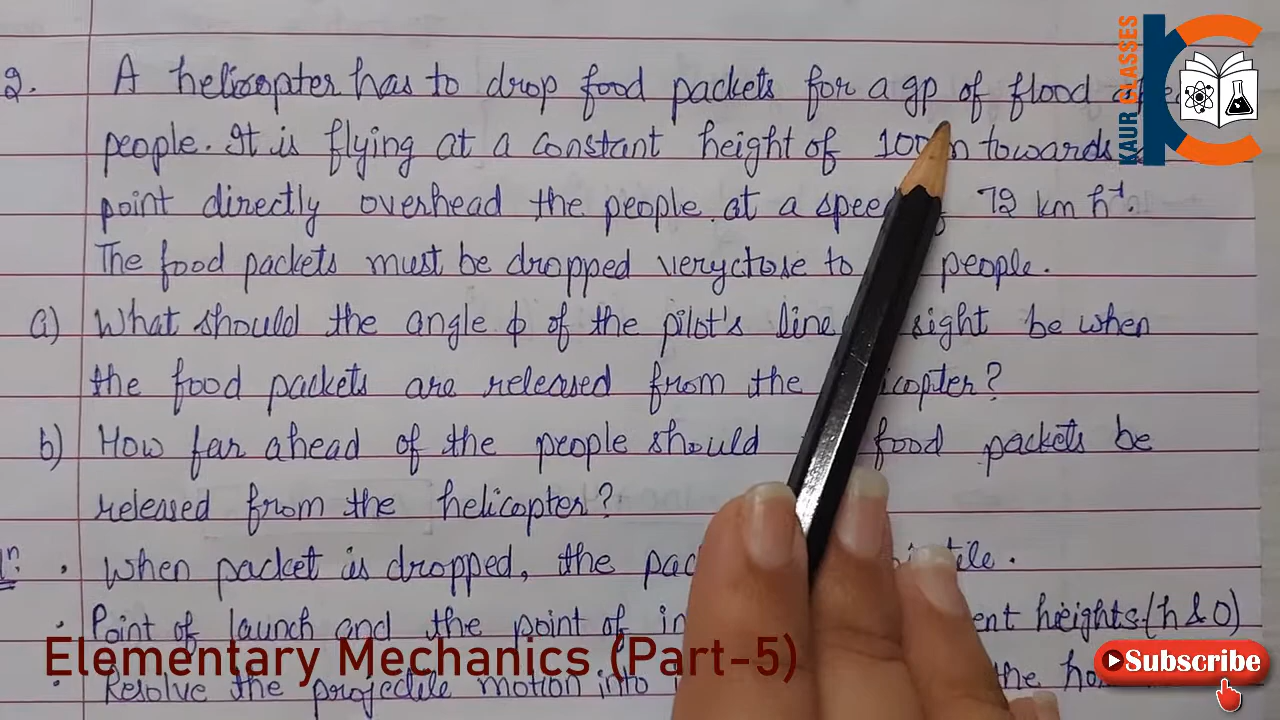 KAUR CLASSES
2. A helicopter has to drop food packets for a gp of flood
people. It is flying at a constant height of 100m towards
point directly overhead the people at a speed 72 km h⁻¹.
The food packets must be dropped very close to people.
a) What should the angle ϕ of the pilot's line sight be when
the food packets are released from the helicopter?
b) How far ahead of the people should food packets be
released from the helicopter?
• When packet is dropped, the
• Point of launch and the point of heights (h & 0)
• Resolve the projectile motion into the
Elementary Mechanics (Part-5)
Subscribe